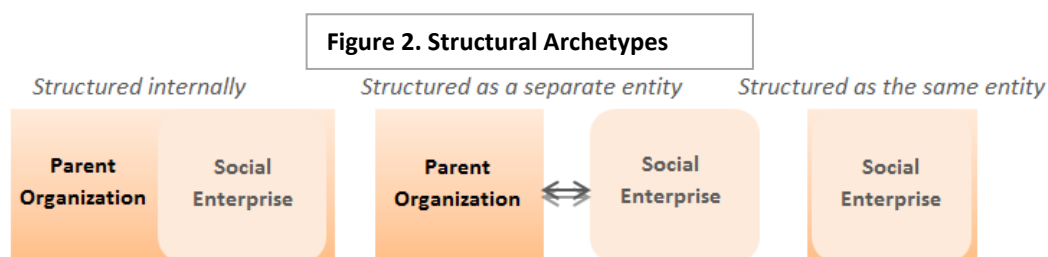 Figure 2. Structural Archetypes
Structured internally
Structured as a separate entity
Structured as the same entity
Parent
Organization
Social
Enterprise
Parent
Organization
Social
Enterprise
Social
Enterprise